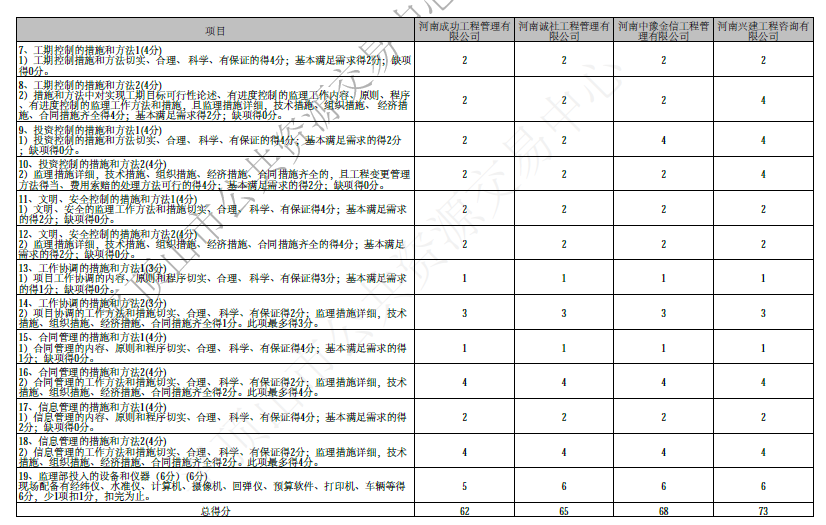 项目 河南成功工程管理有限公司 河南诚社工程管理有限公司 河南中豫金信工程管理有限公司 河南兴建工程咨询有限公司
7、工期控制的措施和方法1(4分)
1）工期控制措施和方法切实、合理、科学、有保证的得4分；基本满足需求得2分；缺项
得0分。 2 2 2 2
8、工期控制的措施和方法2(4分)
2）措施和方法中对实现工期目标可行性论述、有进度控制的监理工作内容、原则、程序
、有进度控制的监理工作方法和措施，且监理措施详细，技术措施、组织措施、经济措
施、合同措施齐全得4分；基本满足需求得2分；缺项得0分。 2 2 2 4
9、投资控制的措施和方法1(4分)
1）投资控制的措施和方法切实、合理、科学、有保证的得4分；基本满足需求的得2分
；缺项得0分。 2 2 4 4
10、投资控制的措施和方法2(4分)
2）监理措施详细，技术措施、组织措施、经济措施、合同措施齐全的，且工程变更管理
方法得当、费用索赔的处理方法可行的得4分；基本满足需求的得2分；缺项得0分。 2 2 2 4
11、文明、安全控制的措施和方法1(4分)
1）文明、安全的监理工作方法和措施切实、合理、科学、有保证得4分；基本满足需求
的得2分；缺项得0分。 2 2 2 2
12、文明、安全控制的措施和方法2(4分)
2）监理措施详细，技术措施、组织措施、经济措施、合同措施齐全的得4分；基本满足
需求的得2分；缺项得0分。 2 2 2 2
13、工作协调的措施和方法1(3分)
1）项目工作协调的内容、原则和程序切实、合理、科学、有保证得3分；基本满足需求
的得1分；缺项得0分。 1 1 1 1
14、工作协调的措施和方法2(3分)
2）项目协调的工作方法和措施切实、合理、科学、有保证得2分；监理措施详细，技术
措施、组织措施、经济措施、合同措施齐全得1分。此项最多得3分。 3 3 3 3
15、合同管理的措施和方法1(4分)
1）合同管理的内容、原则和程序切实、合理、科学、有保证得4分；基本满足需求的得
1分；缺项得0分。 1 1 1 1
16、合同管理的措施和方法2(4分)
2）合同管理的工作方法和措施切实、合理、科学、有保证得2分；监理措施详细，技术
措施、组织措施、经济措施、合同措施齐全得2分。此项最多得4分。 4 4 4 4
17、信息管理的措施和方法1(4分)
1）信息管理的内容、原则和程序切实、合理、科学、有保证得4分；基本满足需求的得
2分；缺项得0分。 2 2 2 2
18、信息管理的措施和方法2(4分)
2）信息管理的工作方法和措施切实、合理、科学、有保证得2分；监理措施详细，技术
措施、组织措施、经济措施、合同措施齐全得2分。此项最多得4分。 4 4 4 4
19、监理部投入的设备和仪器（6分）(6分)
现场配备有经纬仪、水准仪、计算机、摄像机、回弹仪、预算软件、打印机、车辆等得
6分，少1项扣1分，扣完为止。 5 6 6 6
总得分 62 65 68 73
顶山市公共资源交易中心
顶山市公共资源交易中心